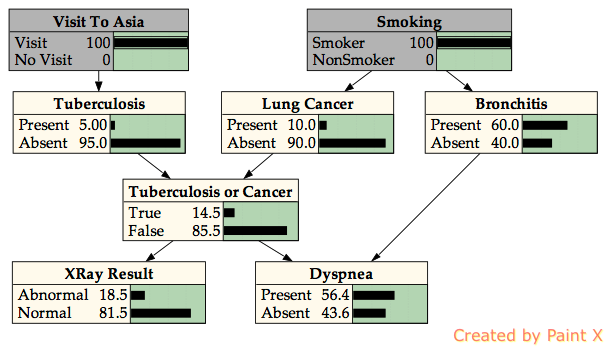 Visit To Asia
Visit 100
No Visit 0
Smoking
Smoker 100
NonSmoker 0
Tuberculosis
Present 5.00
Absent 95.0
Lung Cancer
Present 10.0
Absent 90.0
Bronchitis
Present 60.0
Absent 40.0
Tuberculosis or Cancer
True 14.5
False 85.5
XRay Result
Abnormal 18.5
Normal 81.5
Dyspnea
Present 56.4
Absent 43.6
Created by Paint X